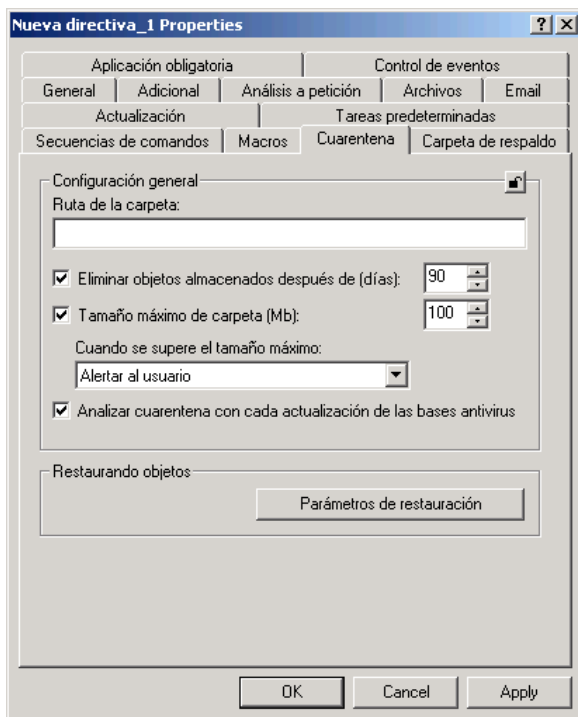 Nueva directiva_1 Properties
Aplicación obligatoria Control de eventos
General Adicional Análisis a petición Archivos Email
Actualización Tareas predeterminadas
Secuencias de comandos Macros Cuarentena Carpeta de respaldo
Configuración general
Ruta de la carpeta:
Eliminar objetos almacenados después de (días): 90
Tamaño máximo de carpeta (Mb): 100
Cuando se supere el tamaño máximo:
Alertar al usuario
Analizar cuarentena con cada actualización de las bases antivirus
Restaurando objetos
Parámetros de restauración
OK Cancel Apply